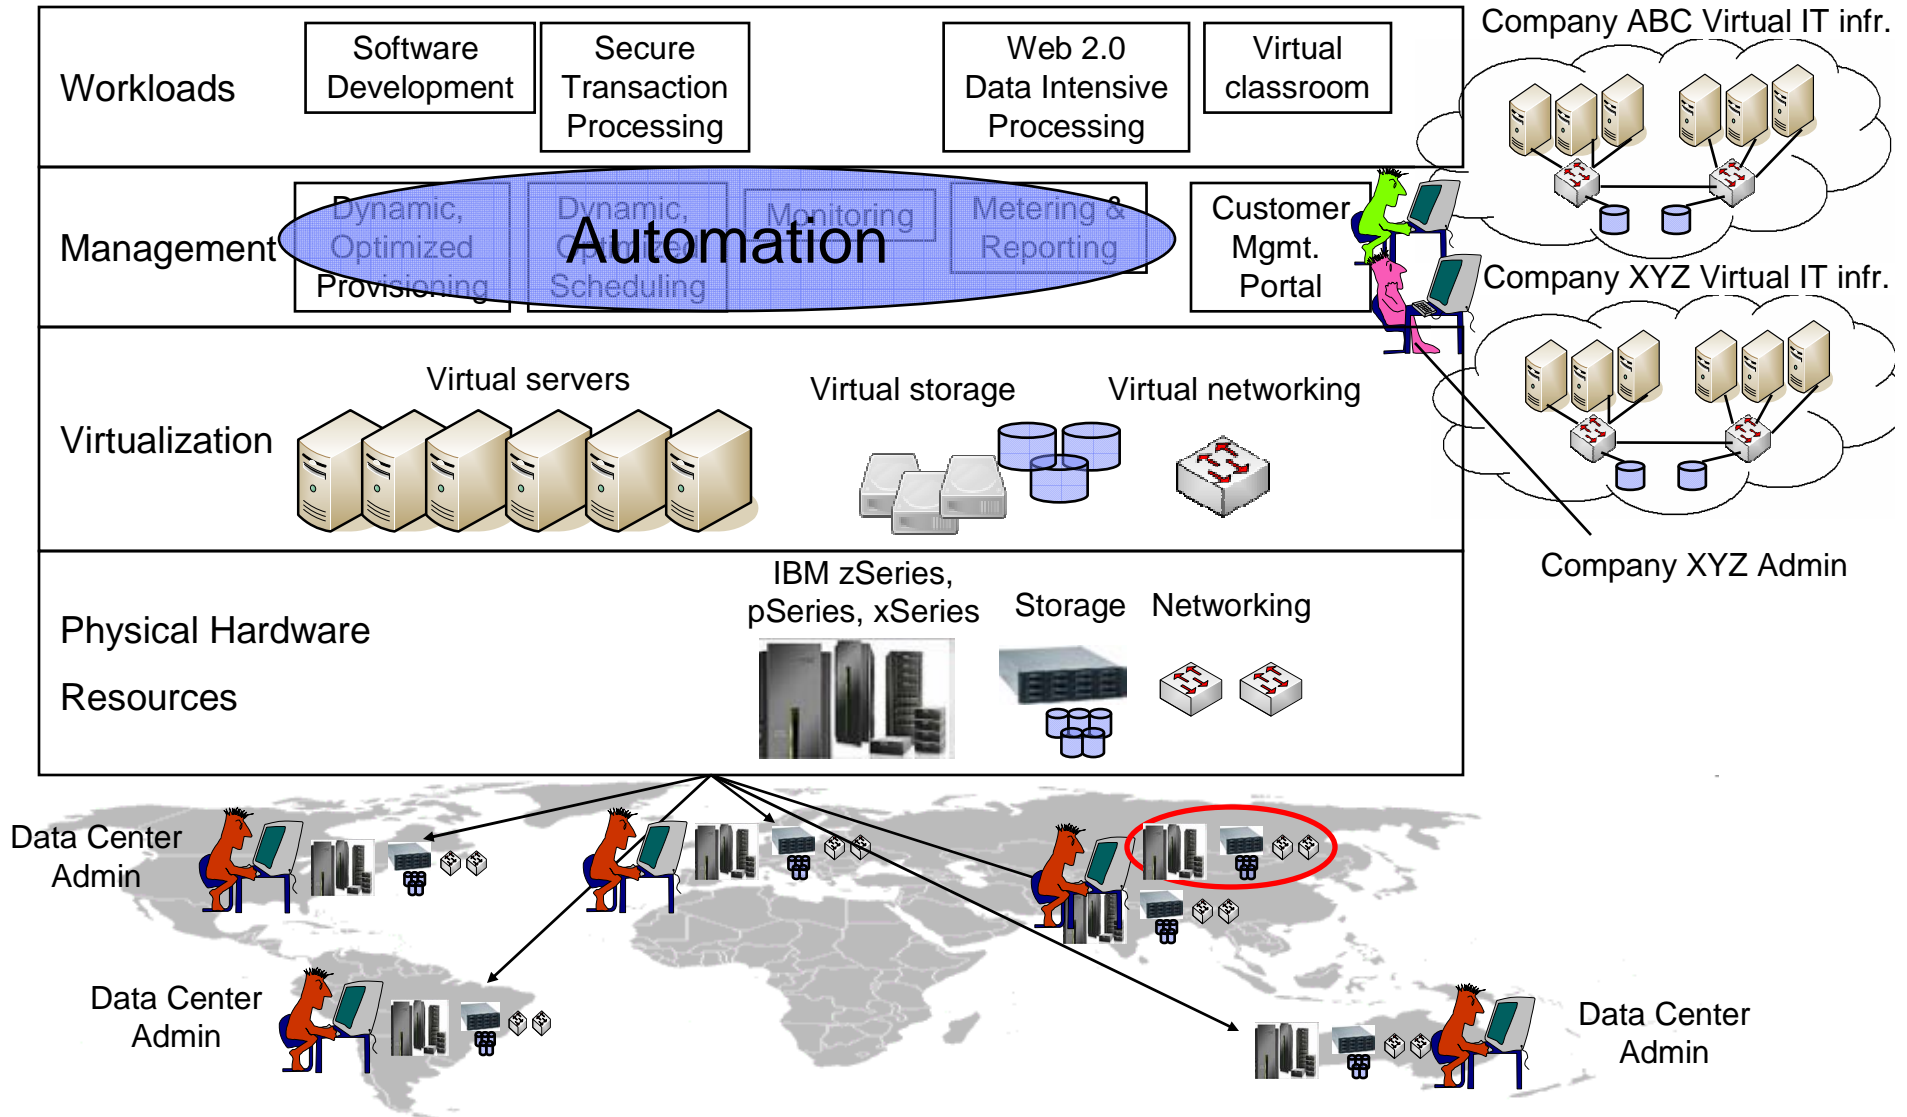 Company ABC Virtual IT infr.
Workloads
Software
Development
Secure
Transaction
Processing
Web 2.0
Data Intensive
Processing
Virtual
classroom
Management
Dynamic,
Optimized
Provisioning
Dynamic,
Optimized
Scheduling
Monitoring
Metering &
Reporting
Automation
Customer
Mgmt.
Portal
Company XYZ Virtual IT infr.
Virtualization
Virtual servers
Virtual storage
Virtual networking
Company XYZ Admin
Physical Hardware
Resources
IBM zSeries,
pSeries, xSeries
Storage
Networking
Data Center
Admin
Data Center
Admin
Data Center
Admin